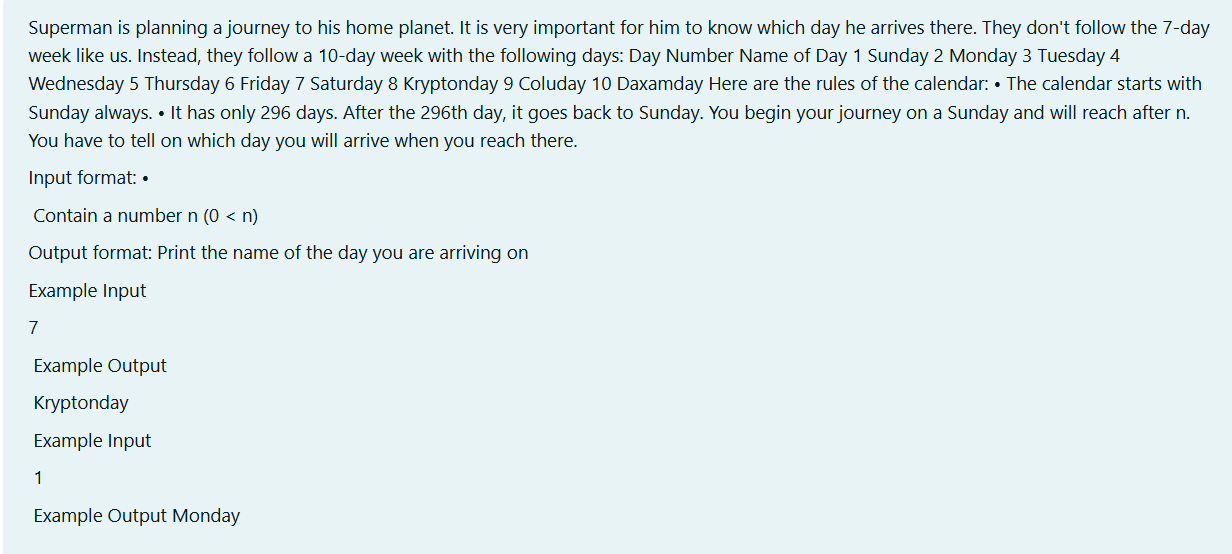 Superman is planning a journey to his home planet. It is very important for him to know which day he arrives there. They don't follow the 7-day
week like us. Instead, they follow a 10-day week with the following days: Day Number Name of Day 1 Sunday 2 Monday 3 Tuesday 4
Wednesday 5 Thursday 6 Friday 7 Saturday 8 Kryptonday 9 Coluday 10 Daxamday Here are the rules of the calendar: • The calendar starts with
Sunday always. • It has only 296 days. After the 296th day, it goes back to Sunday. You begin your journey on a Sunday and will reach after n.
You have to tell on which day you will arrive when you reach there.
Input format: •
Contain a number n (0 < n)
Output format: Print the name of the day you are arriving on
Example Input
7
Example Output
Kryptonday
Example Input
1
Example Output Monday